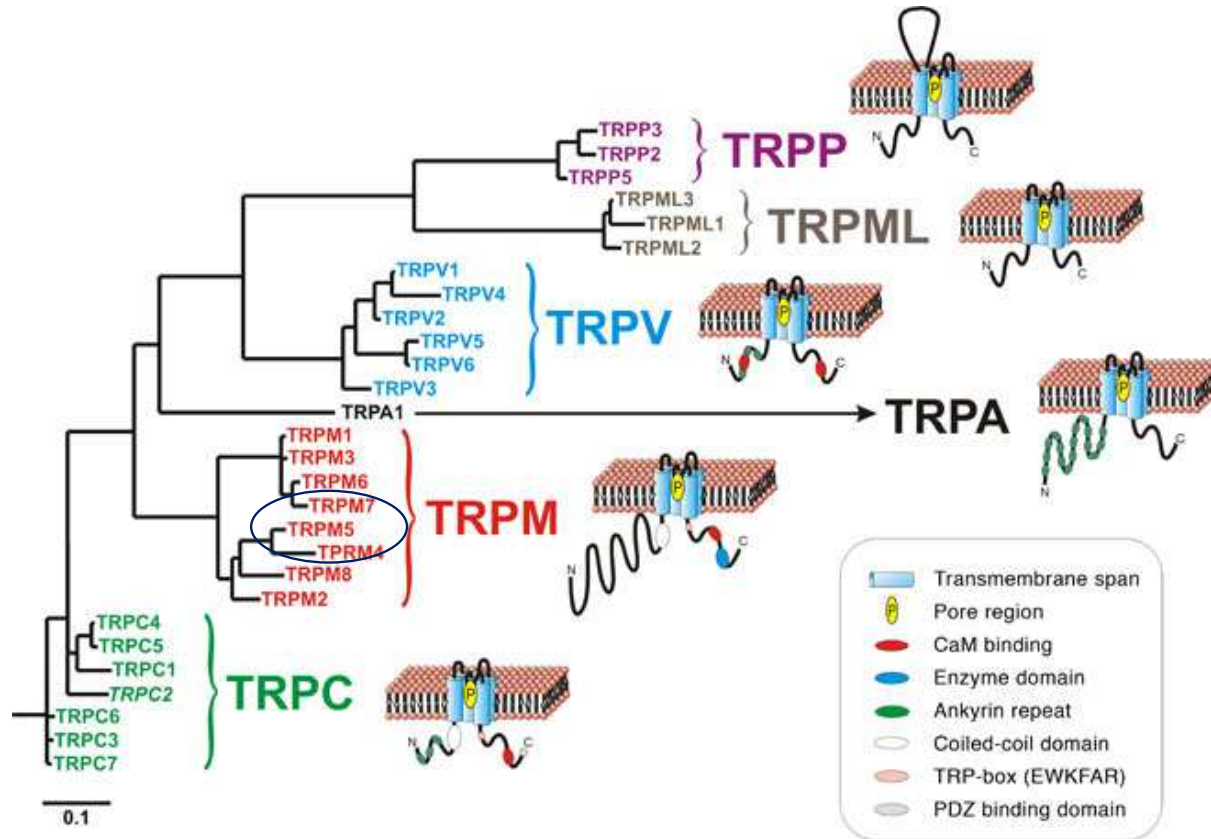 TRPP3
TRPP2
TRPP5
TRPP
P
N
C
TRPML3
TRPML1
TRPML2
TRPML
P
N
C
TRPV1
TRPV4
TRPV2
TRPV5
TRPV6
TRPV3
TRPV
P
N
C
TRPA1
TRPA
P
N
C
TRPM1
TRPM3
TRPM6
TRPM7
TRPM5
TPRM4
TRPM8
TRPM2
TRPM
P
N
C
TRPC4
TRPC5
TRPC1
TRPC2
TRPC6
TRPC3
TRPC7
TRPC
P
N
C
0.1
Transmembrane span
P Pore region
CaM binding
Enzyme domain
Ankyrin repeat
Coiled-coil domain
TRP-box (EWKFAR)
PDZ binding domain